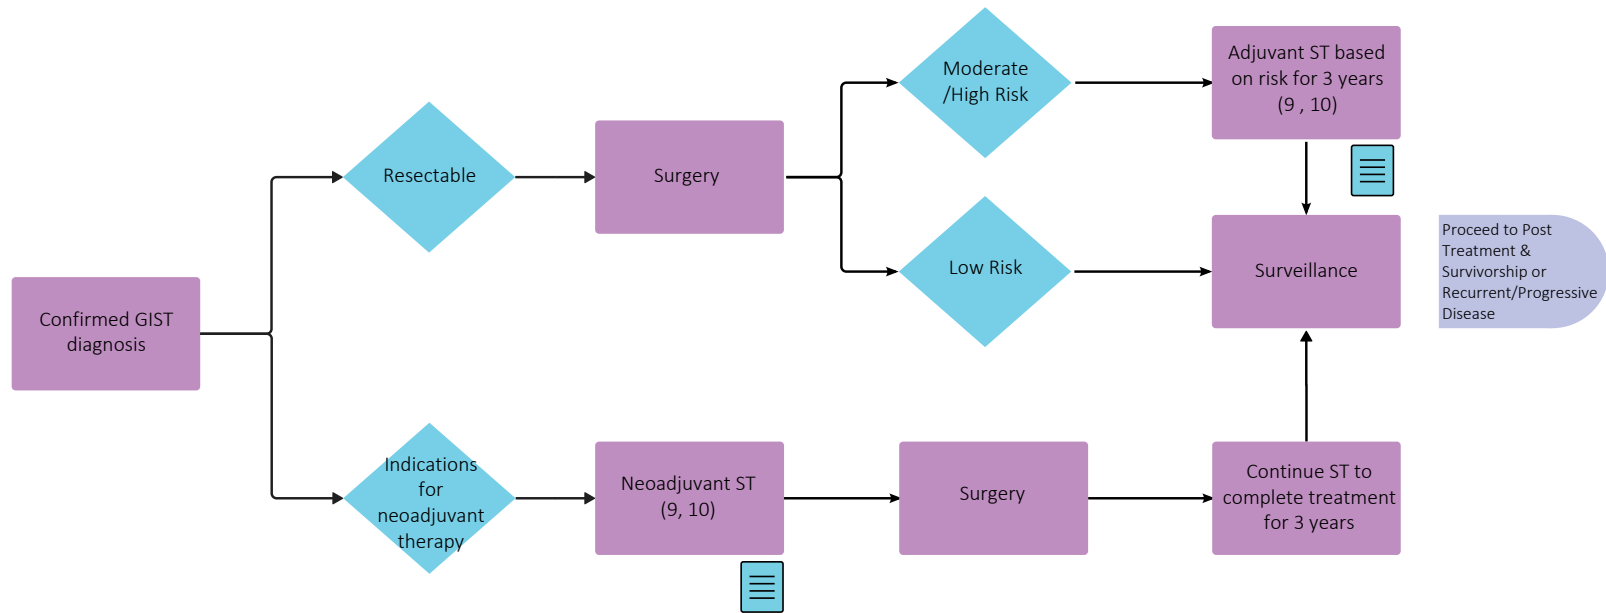 Confirmed GIST
diagnosis
Resectable
Surgery
Moderate
/High Risk
Adjuvant ST based
on risk for 3 years
(9 , 10)
Low Risk
Surveillance
Proceed to Post
Treatment &
Survivorship or
Recurrent/Progressive
Disease
Indications
for
neoadjuvant
therapy
Neoadjuvant ST
(9, 10)
Surgery
Continue ST to
complete treatment
for 3 years